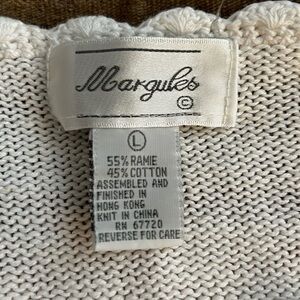 Margules
©
L
55% RAMIE
45% COTTON
ASSEMBLED AND
FINISHED IN
HONG KONG
KNIT IN CHINA
RN 67720
REVERSE FOR CARE